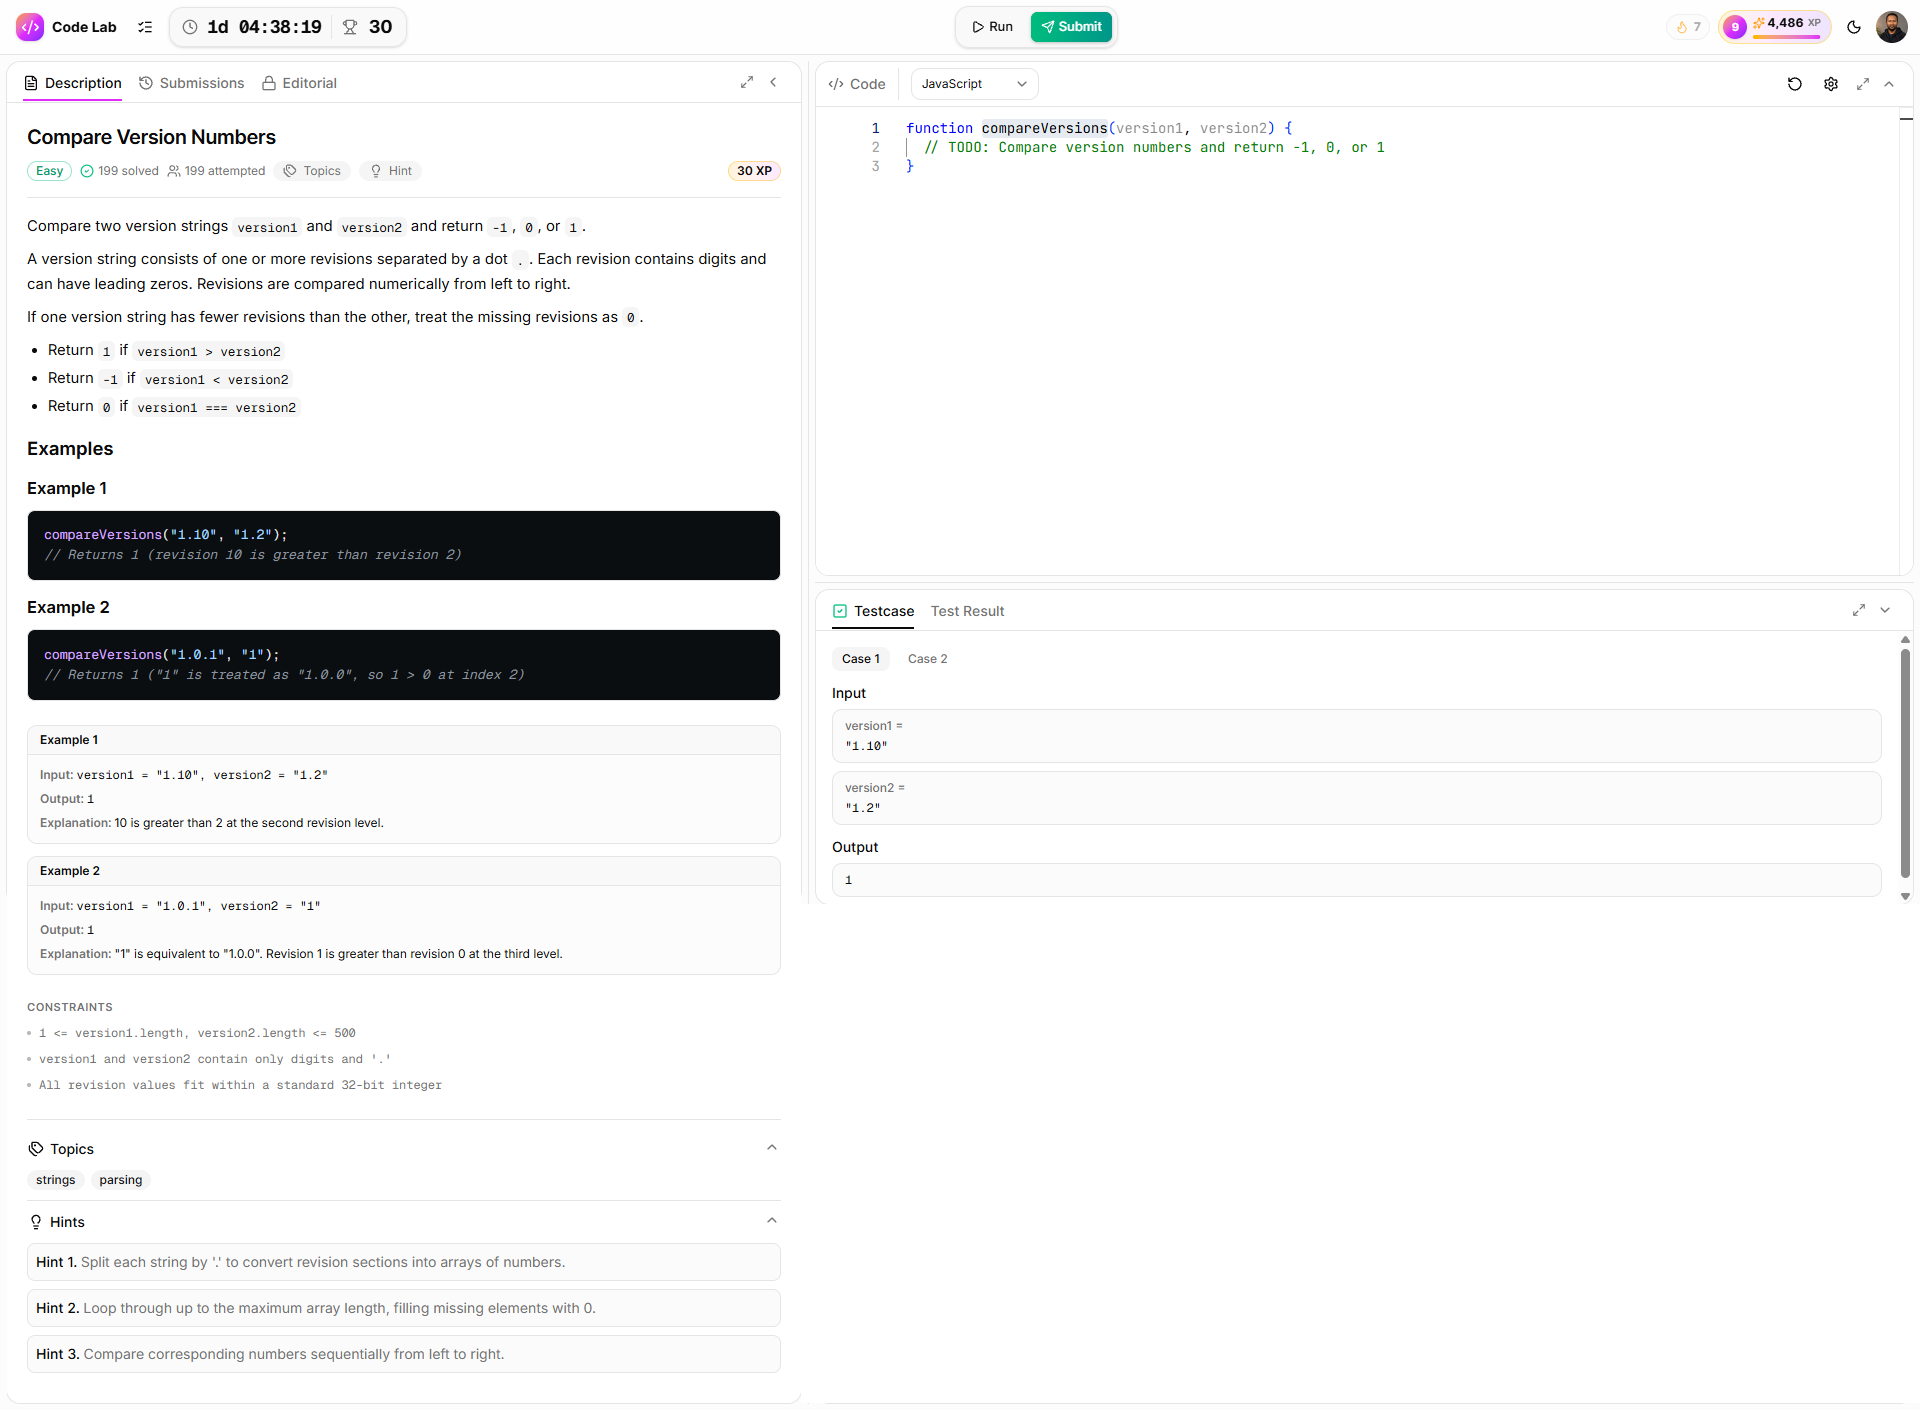 Code Lab
1d 04:38:19
30
Run
Submit
7
9
4,486 XP
Description
Submissions
Editorial
Compare Version Numbers
Easy
199 solved
199 attempted
Topics
Hint
30 XP
Compare two version strings version1 and version2 and return -1, 0, or 1.
A version string consists of one or more revisions separated by a dot . . Each revision contains digits and
can have leading zeros. Revisions are compared numerically from left to right.
If one version string has fewer revisions than the other, treat the missing revisions as 0.
• Return 1 if version1 > version2
• Return -1 if version1 < version2
• Return 0 if version1 === version2
Examples
Example 1
compareVersions("1.10", "1.2");
// Returns 1 (revision 10 is greater than revision 2)
Example 2
compareVersions("1.0.1", "1");
// Returns 1 ("1" is treated as "1.0.0", so 1 > 0 at index 2)
Example 1
Input: version1 = "1.10", version2 = "1.2"
Output: 1
Explanation: 10 is greater than 2 at the second revision level.
Example 2
Input: version1 = "1.0.1", version2 = "1"
Output: 1
Explanation: "1" is equivalent to "1.0.0". Revision 1 is greater than revision 0 at the third level.
CONSTRAINTS
• 1 <= version1.length, version2.length <= 500
• version1 and version2 contain only digits and '.'
• All revision values fit within a standard 32-bit integer
Topics
strings
parsing
Hints
Hint 1. Split each string by '.' to convert revision sections into arrays of numbers.
Hint 2. Loop through up to the maximum array length, filling missing elements with 0.
Hint 3. Compare corresponding numbers sequentially from left to right.
</> Code
JavaScript
1 function compareVersions(version1, version2) {
2 // TODO: Compare version numbers and return -1, 0, or 1
3 }
Testcase
Test Result
Case 1
Case 2
Input
version1 =
"1.10"
version2 =
"1.2"
Output
1